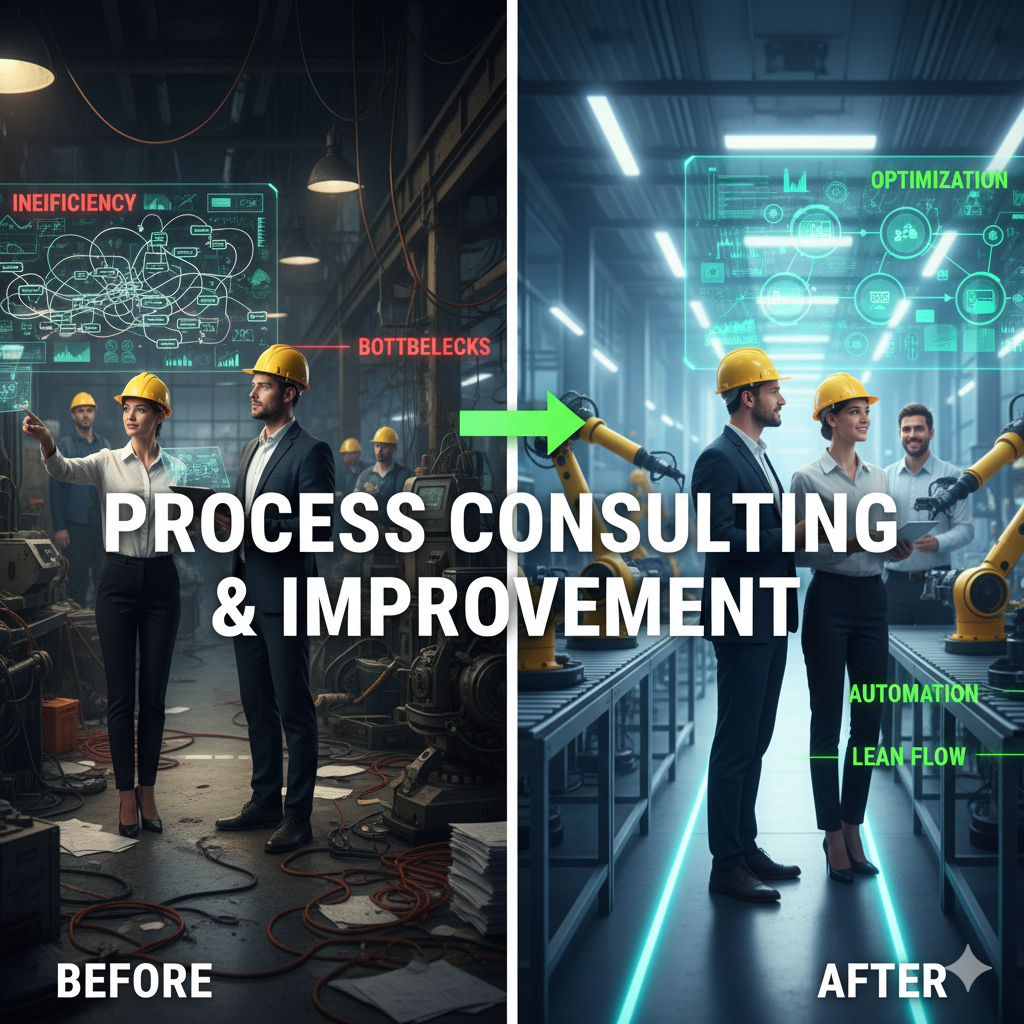 INEIFICIENCY
OPTIMIZATION
BOTTBELECKS
PROCESS CONSULTING
& IMPROVEMENT
AUTOMATION
LEAN FLOW
BEFORE
AFTER